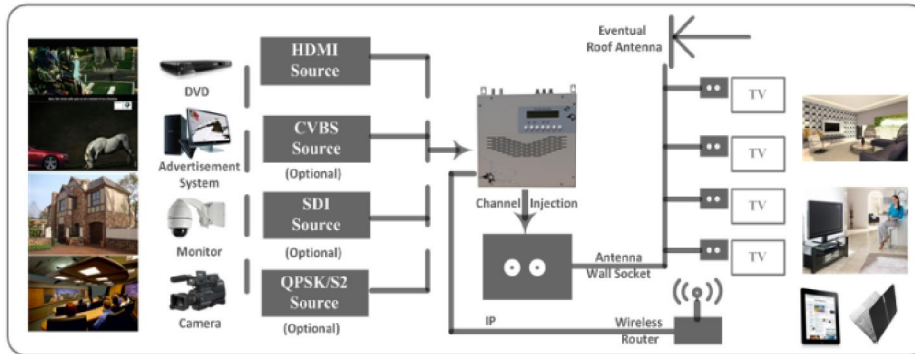 HDMI
Source
DVD
CVBS
Source
(Optional)
Advertisement
System
SDI
Source
(Optional)
Monitor
QPSK/S2
Source
(Optional)
Camera
Channel Injection
Eventual
Roof Antenna
TV
TV
TV
TV
Antenna
Wall Socket
IP
Wireless
Router